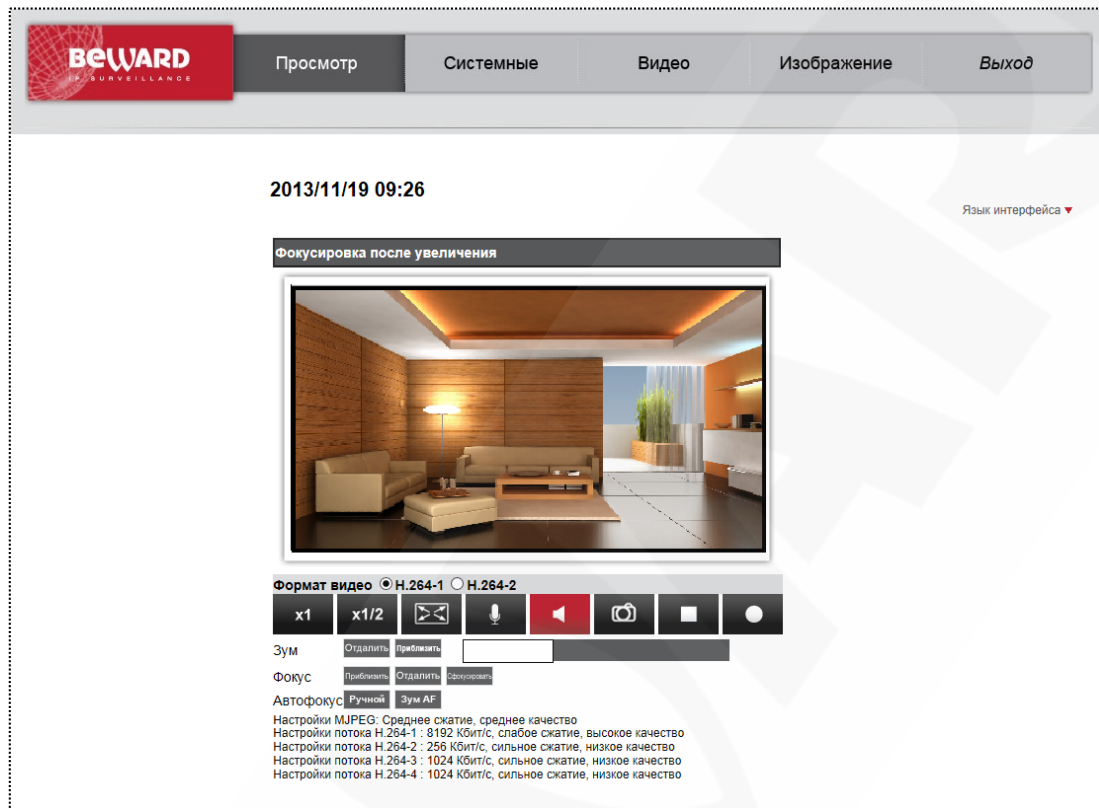 BEWARD
IP SURVEILLANCE
Просмотр
Системные
Видео
Изображение
Выход
2013/11/19 09:26
Язык интерфейса
Фокусировка после увеличения
Формат видео H.264-1 H.264-2
x1 x1/2
Зум Отдалить Приблизить
Фокус Приблизить Отдалить Сфокусировать
Автофокус Ручной Зум AF
Настройки MJPEG: Среднее сжатие, среднее качество
Настройки потока H.264-1 : 8192 Кбит/с, слабое сжатие, высокое качество
Настройки потока H.264-2 : 256 Кбит/с, сильное сжатие, низкое качество
Настройки потока H.264-3 : 1024 Кбит/с, сильное сжатие, низкое качество
Настройки потока H.264-4 : 1024 Кбит/с, сильное сжатие, низкое качество